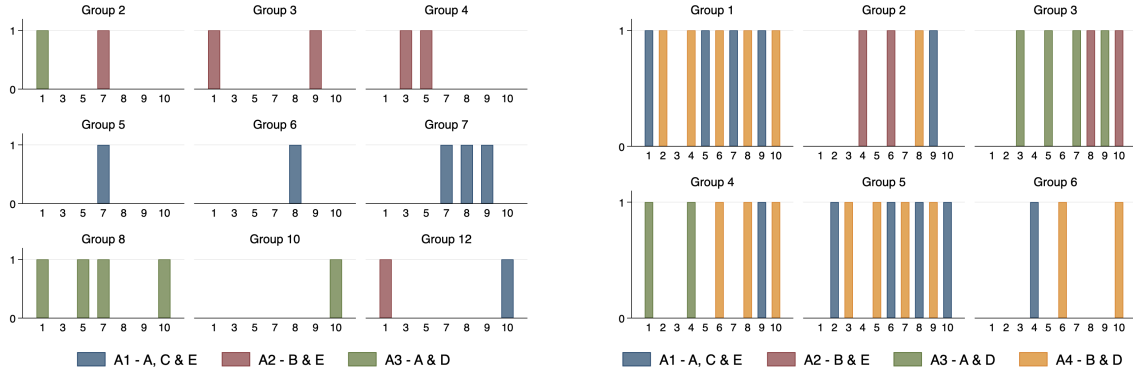 Group 2 Group 3 Group 4
1
0
1 3 5 7 8 9 10 1 3 5 7 8 9 10 1 3 5 7 8 9 10
Group 5 Group 6 Group 7
1
0
1 3 5 7 8 9 10 1 3 5 7 8 9 10 1 3 5 7 8 9 10
Group 8 Group 10 Group 12
1
0
1 3 5 7 8 9 10 1 3 5 7 8 9 10 1 3 5 7 8 9 10
A1 - A, C & E A2 - B & E A3 - A & D
Group 1 Group 2 Group 3
1
0
1 2 3 4 5 6 7 8 9 10 1 2 3 4 5 6 7 8 9 10 1 2 3 4 5 6 7 8 9 10
Group 4 Group 5 Group 6
1
0
1 2 3 4 5 6 7 8 9 10 1 2 3 4 5 6 7 8 9 10 1 2 3 4 5 6 7 8 9 10
A1 - A, C & E A2 - B & E A3 - A & D A4 - B & D